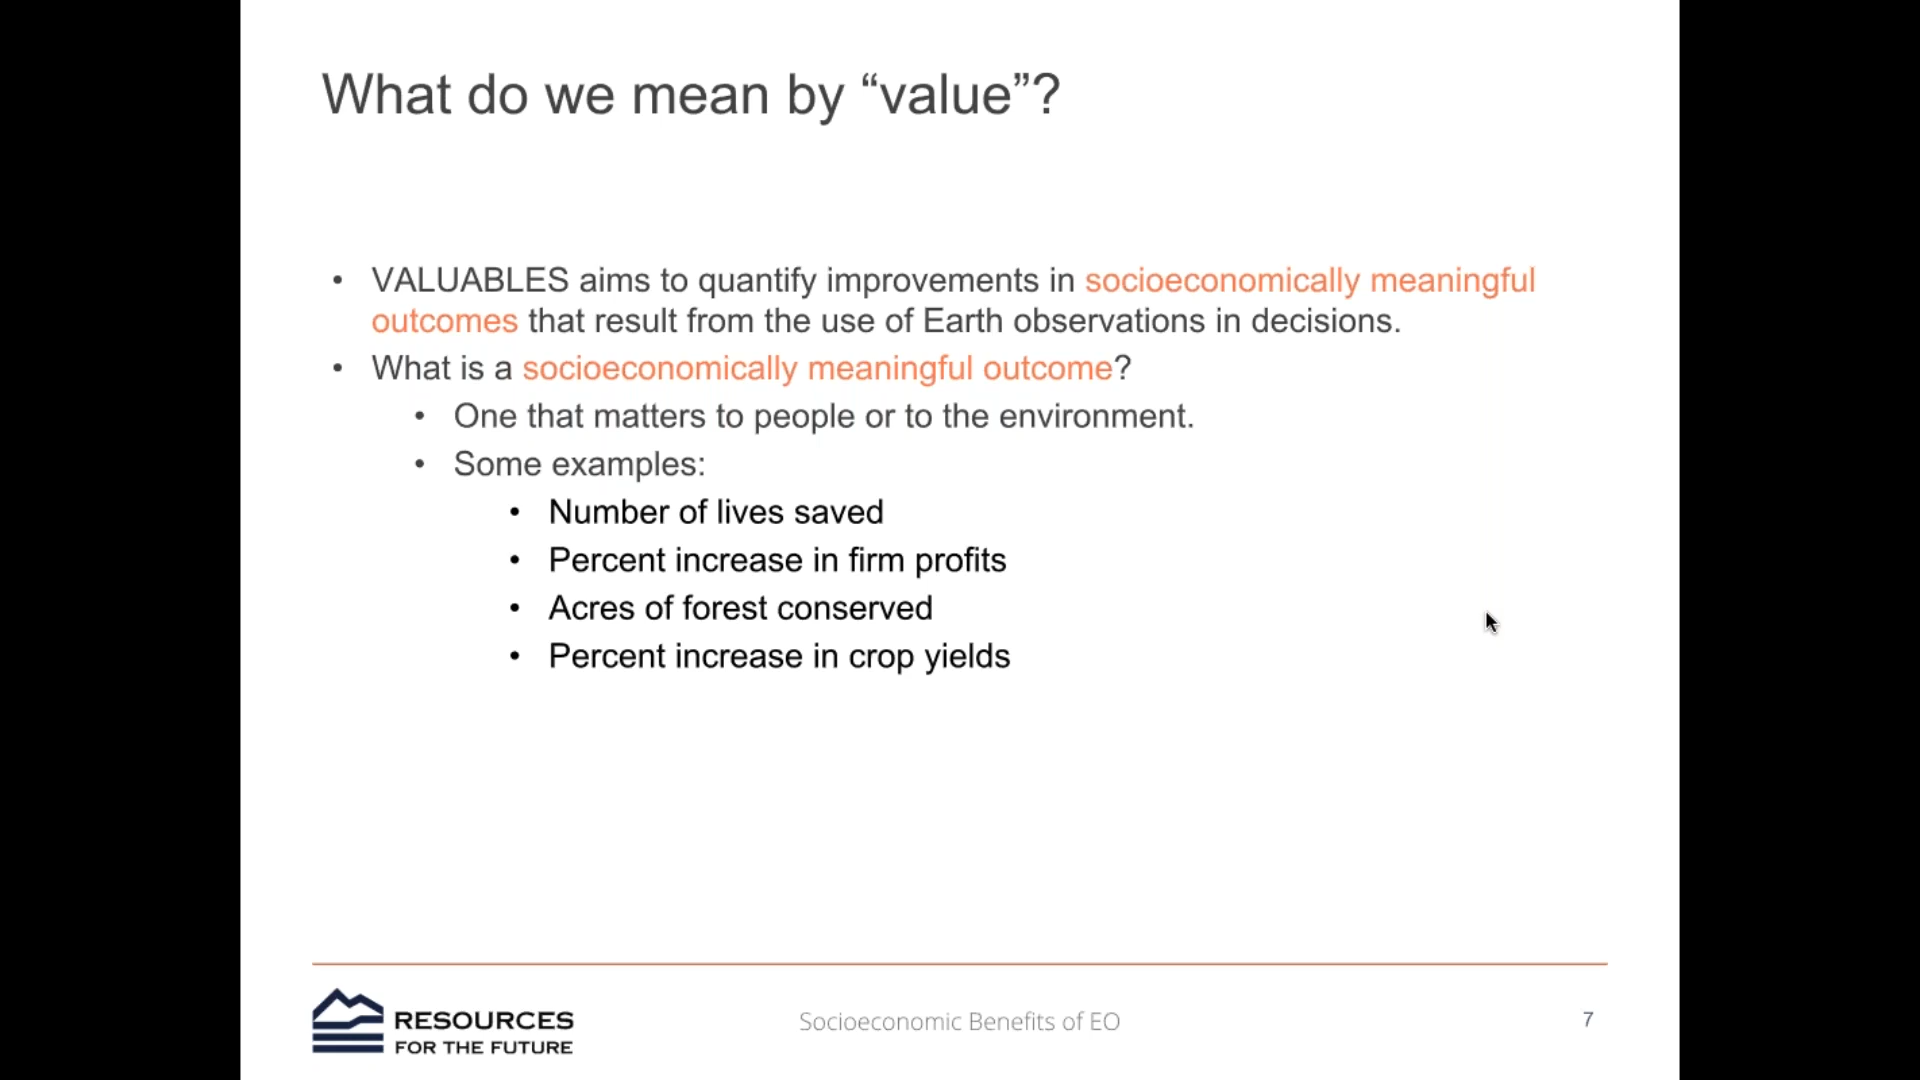 What do we mean by “value”?
• VALUABLES aims to quantify improvements in socioeconomically meaningful
outcomes that result from the use of Earth observations in decisions.
• What is a socioeconomically meaningful outcome?
• One that matters to people or to the environment.
• Some examples:
• Number of lives saved
• Percent increase in firm profits
• Acres of forest conserved
• Percent increase in crop yields
RESOURCES
FOR THE FUTURE
Socioeconomic Benefits of EO
7